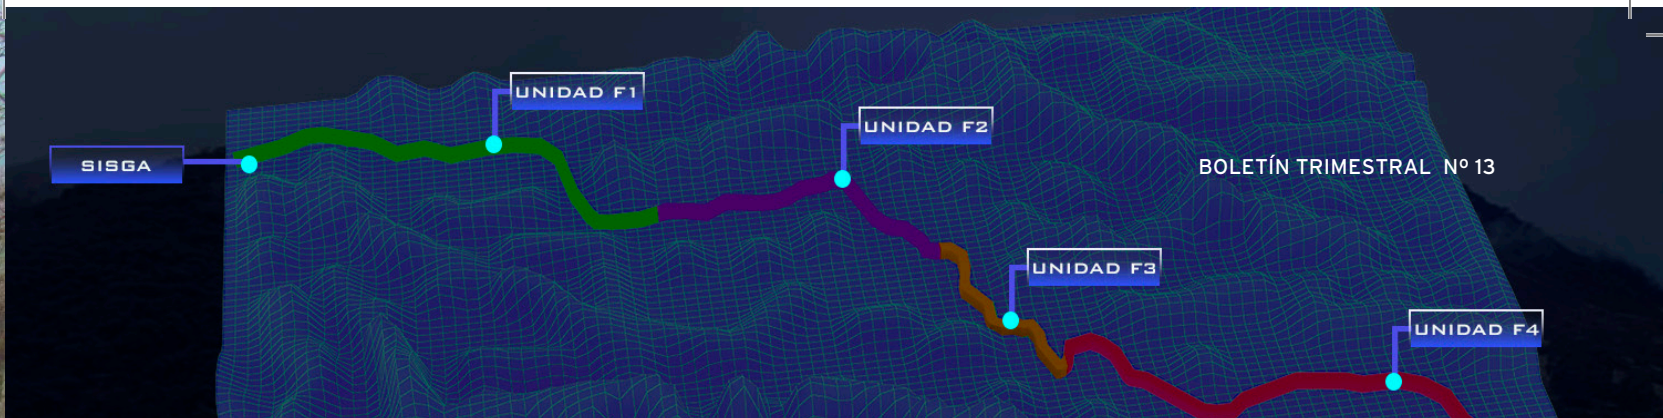 UNIDAD F1
UNIDAD F2
SISGA
BOLETÍN TRIMESTRAL Nº 13
UNIDAD F3
UNIDAD F4